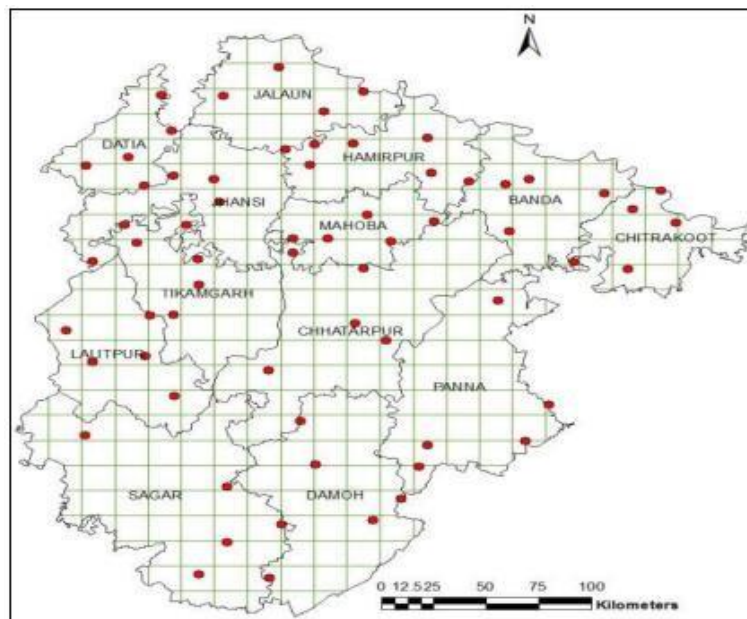 N
JALAUN
DATIA
HAMIRPUR
JHANSI
BANDA
MAHOBA
CHITRAKOOT
TIKAMGARH
CHHATARPUR
LALITPUR
PANNA
SAGAR
DAMOH
0 12.525 50 75 100
Kilometers